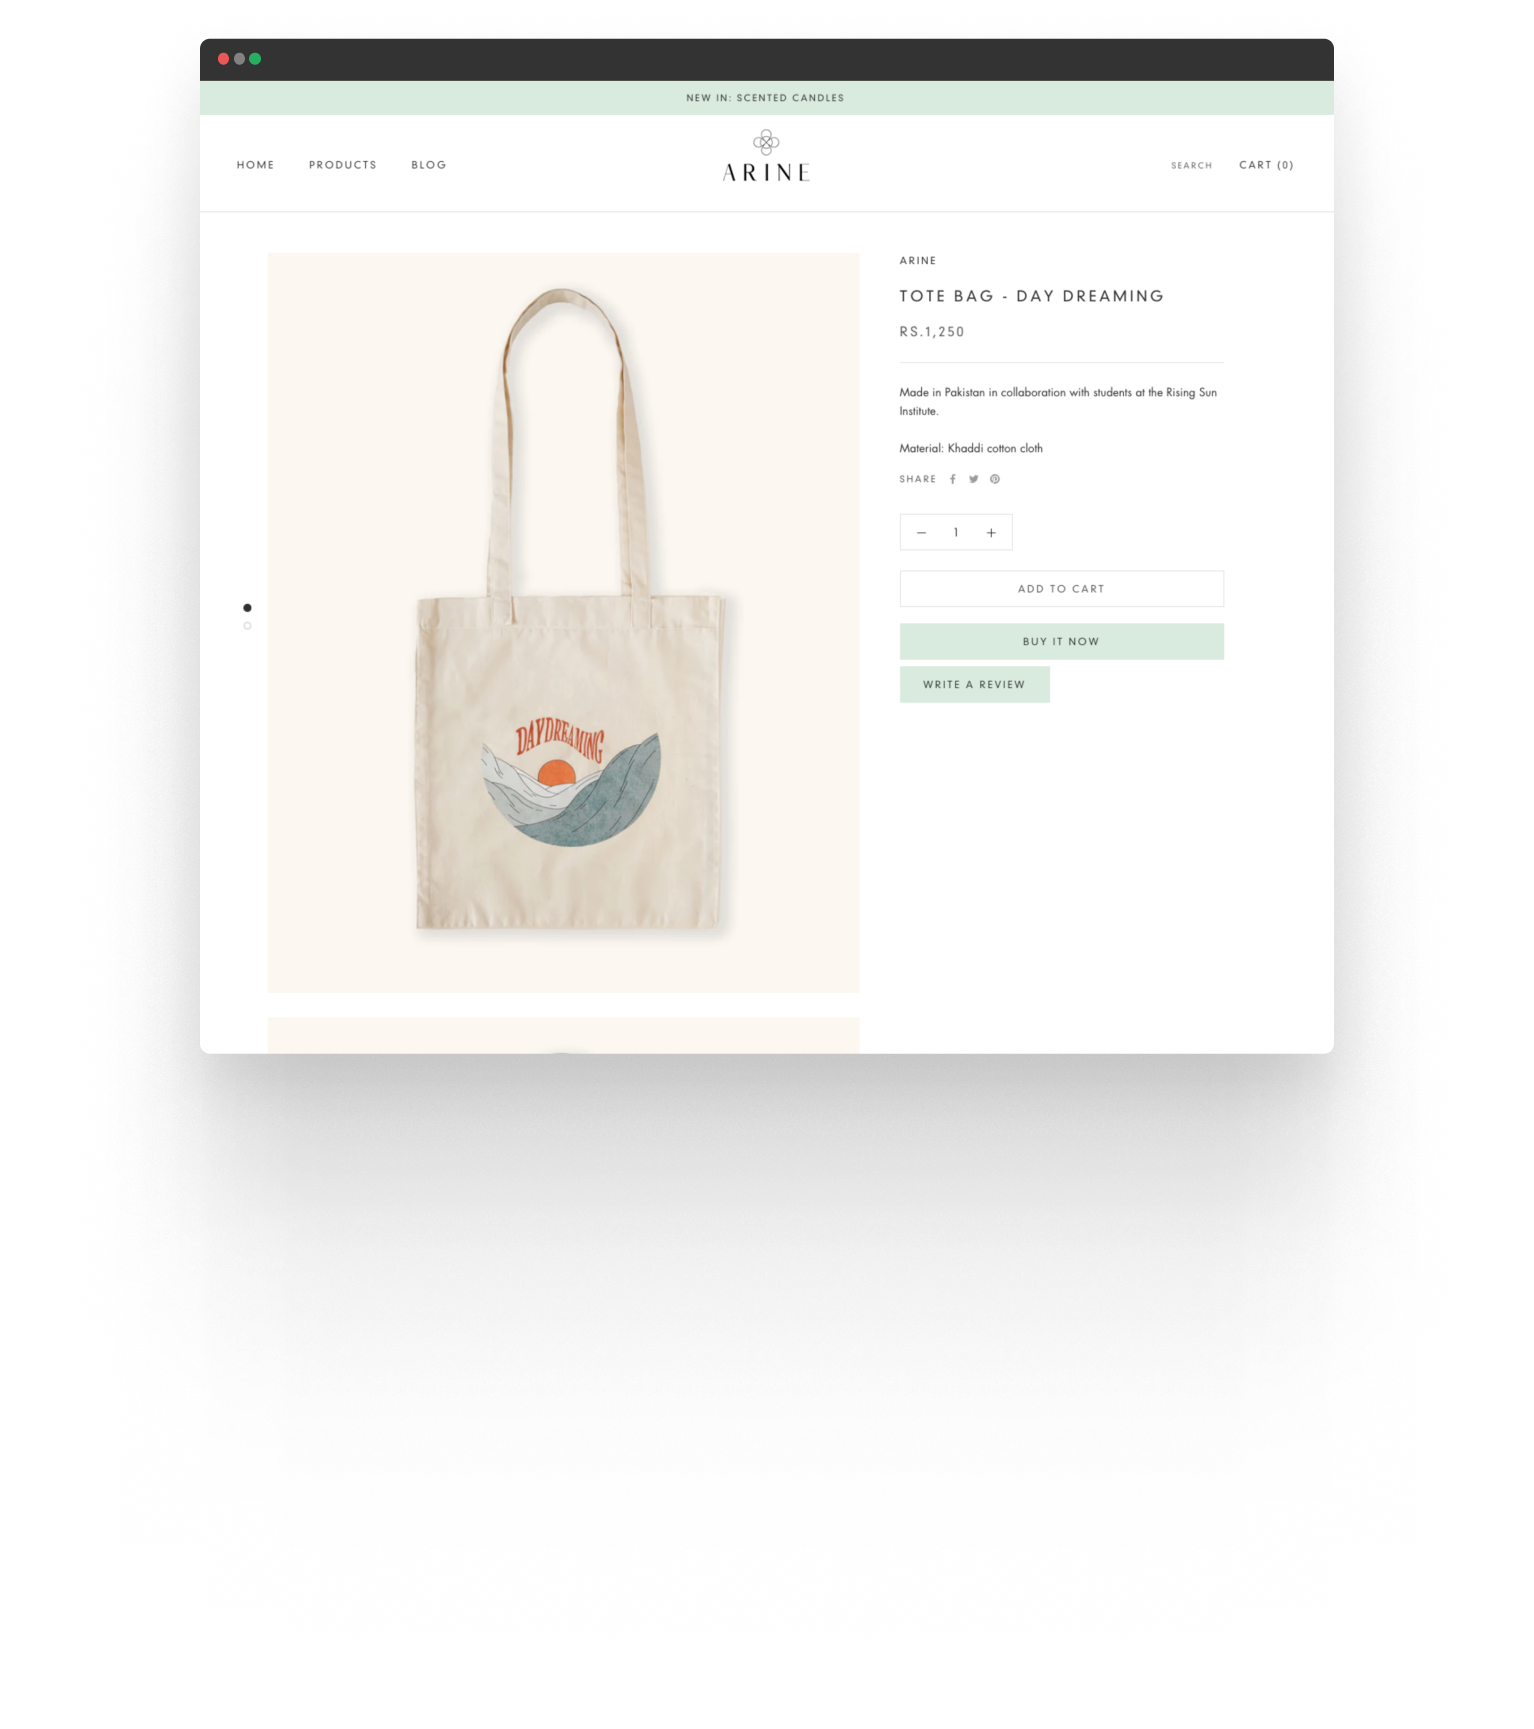 NEW IN: SCENTED CANDLES
HOME PRODUCTS BLOG
ARINE
SEARCH CART (0)
ARINE
TOTE BAG - DAY DREAMING
RS.1,250
Made in Pakistan in collaboration with students at the Rising Sun
Institute.
Material: Khaddi cotton cloth
SHARE
1
ADD TO CART
BUY IT NOW
WRITE A REVIEW
DAYDREAMING